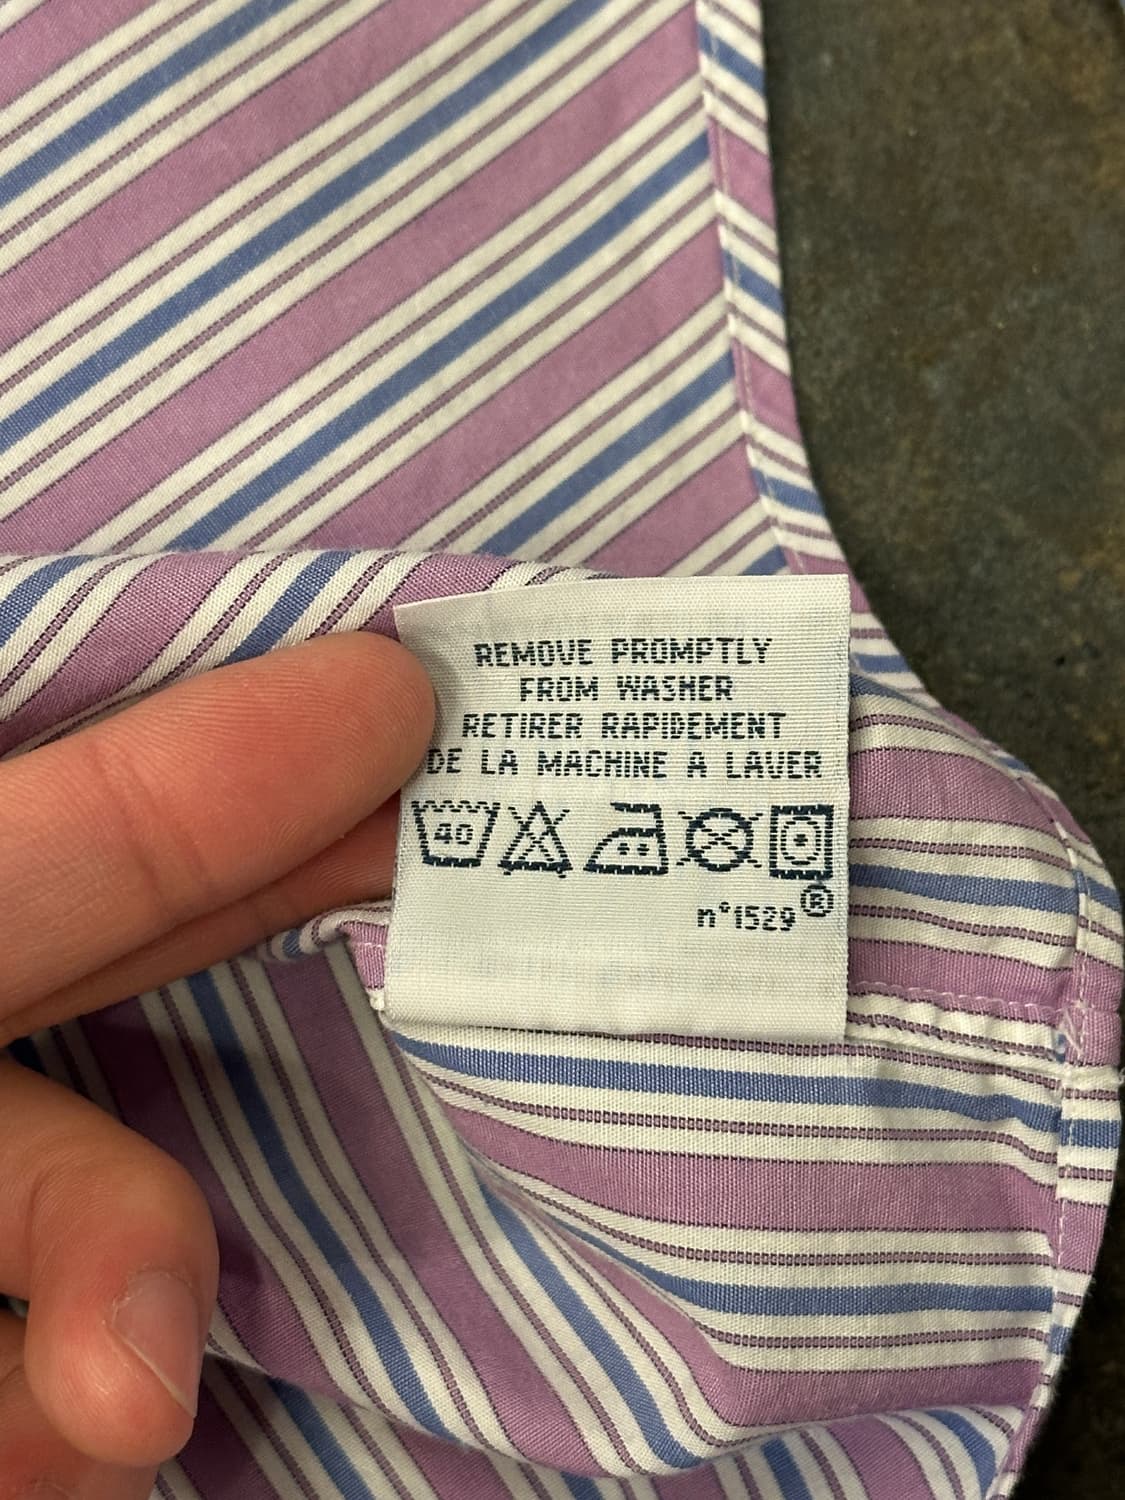 REMOVE PROMPTLY
FROM WASHER
RETIRER RAPIDEMENT
DE LA MACHINE A LAVER
40
n°1529®